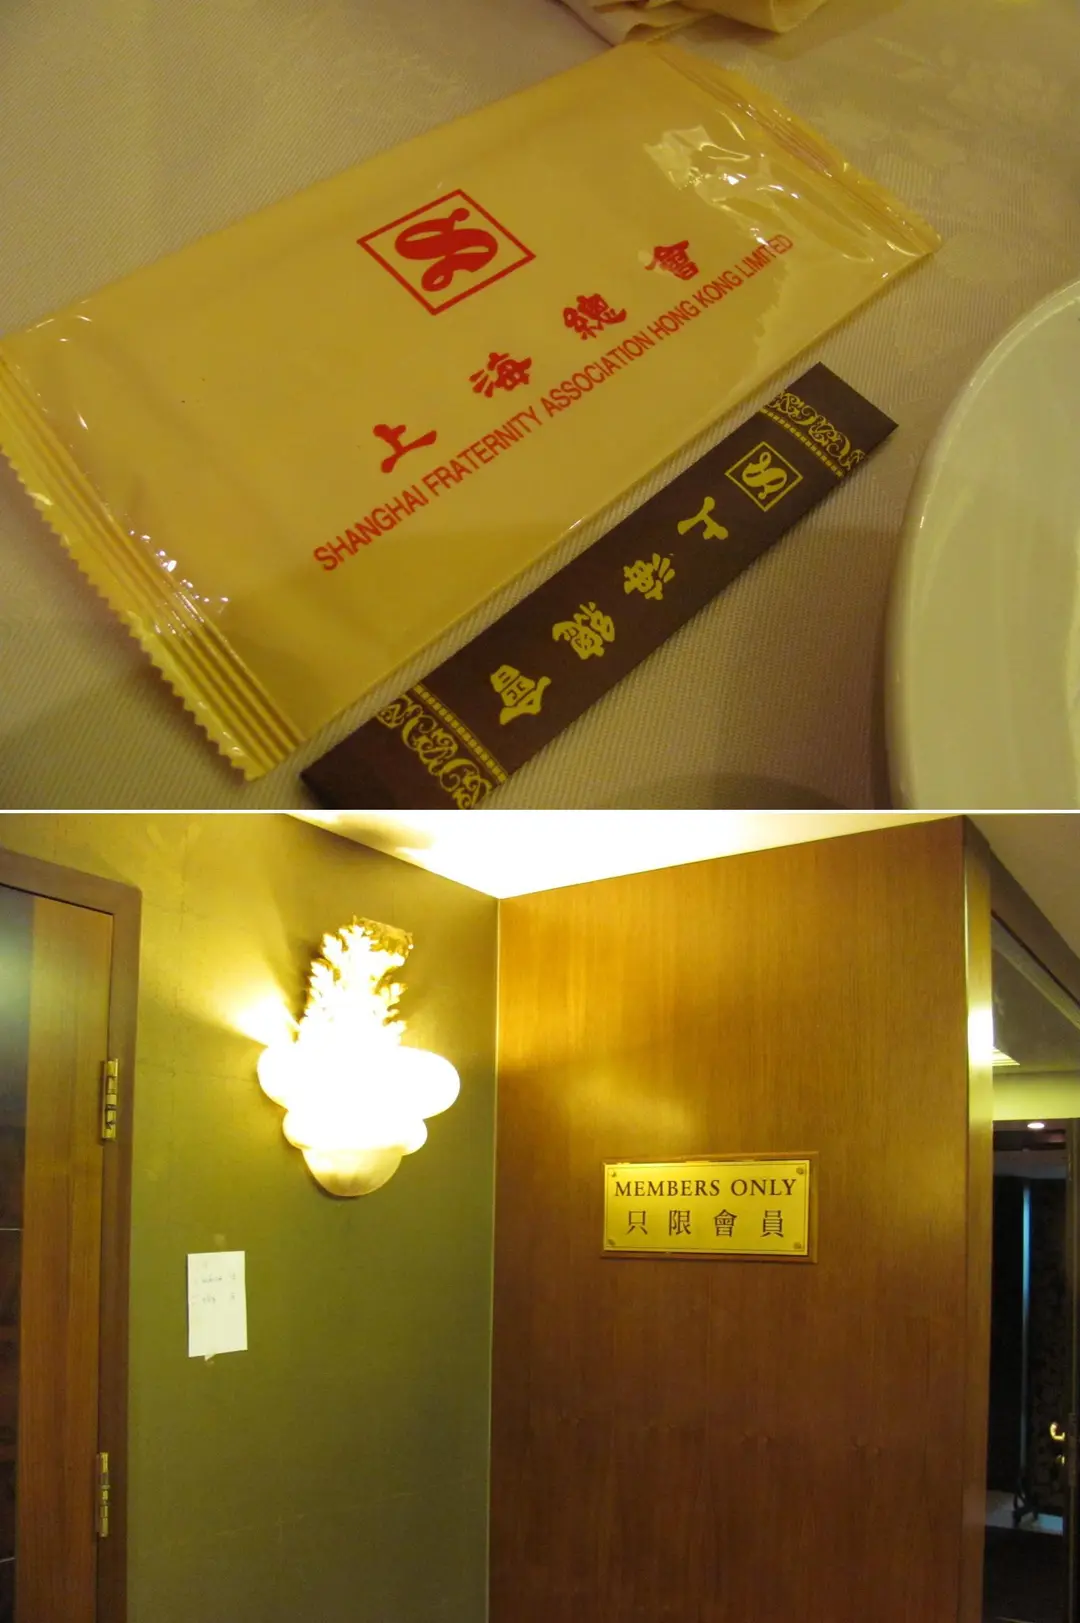 上海總會
SHANGHAI FRATERNITY ASSOCIATION HONG KONG LIMITED
上海總會
MEMBERS ONLY
只限會員